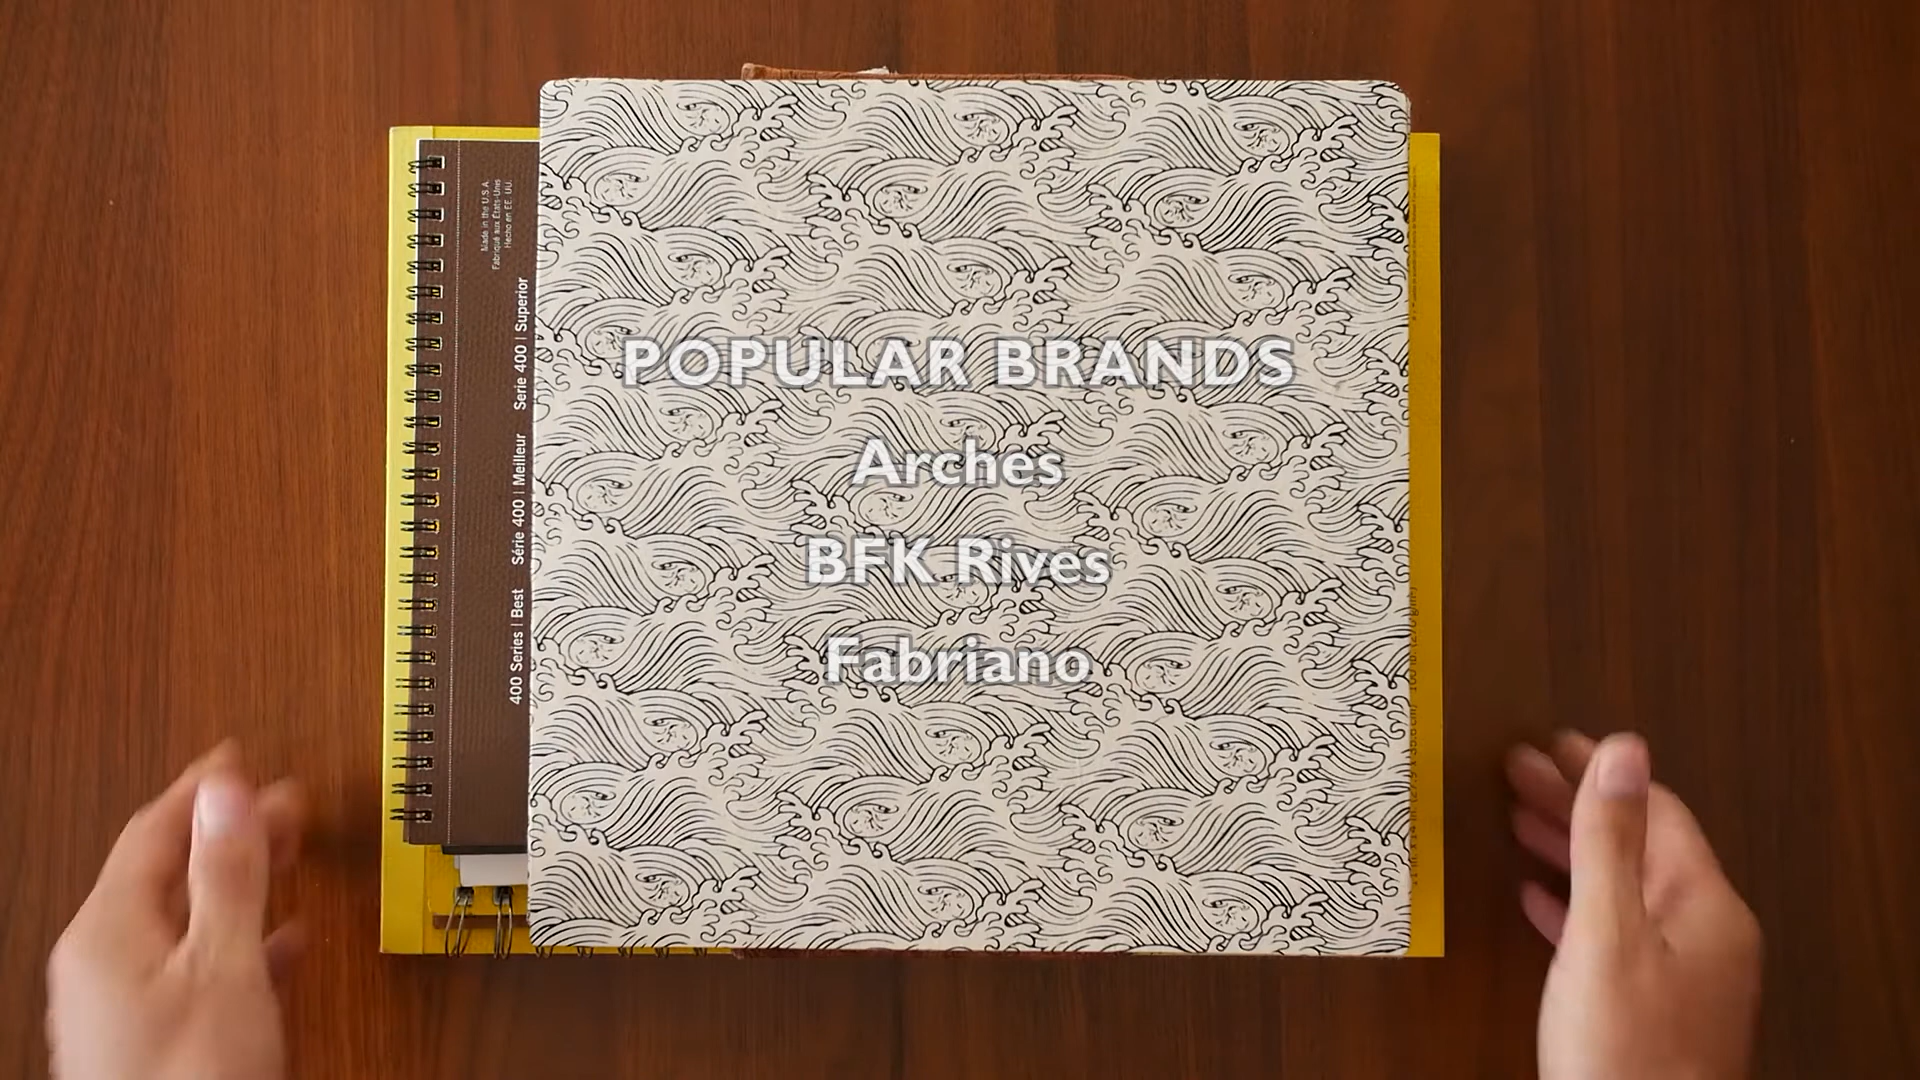 POPULAR BRANDS
Arches
BFK Rives
Fabriano
Made in the U.S.A.
Fabriqué aux États-Unis
Hecho en EE. UU.
400 Series | Best Série 400 | Meilleur Serie 400 | Superior